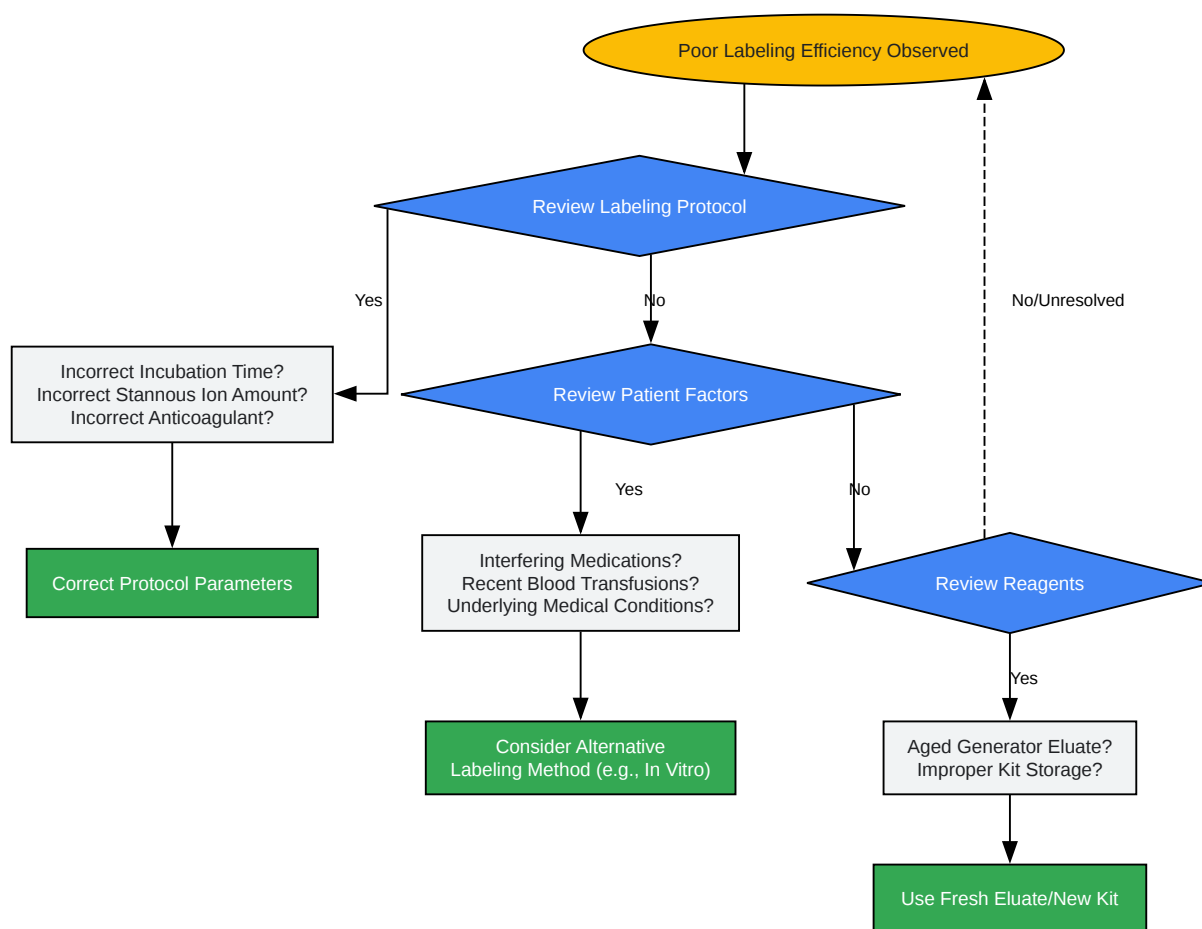 Poor Labeling Efficiency Observed
Review Labeling Protocol
Yes
No
No/Unresolved
Incorrect Incubation Time?
Incorrect Stannous Ion Amount?
Incorrect Anticoagulant?
Review Patient Factors
Yes
No
Correct Protocol Parameters
Interfering Medications?
Recent Blood Transfusions?
Underlying Medical Conditions?
Review Reagents
Yes
Consider Alternative
Labeling Method (e.g., In Vitro)
Aged Generator Eluate?
Improper Kit Storage?
Use Fresh Eluate/New Kit